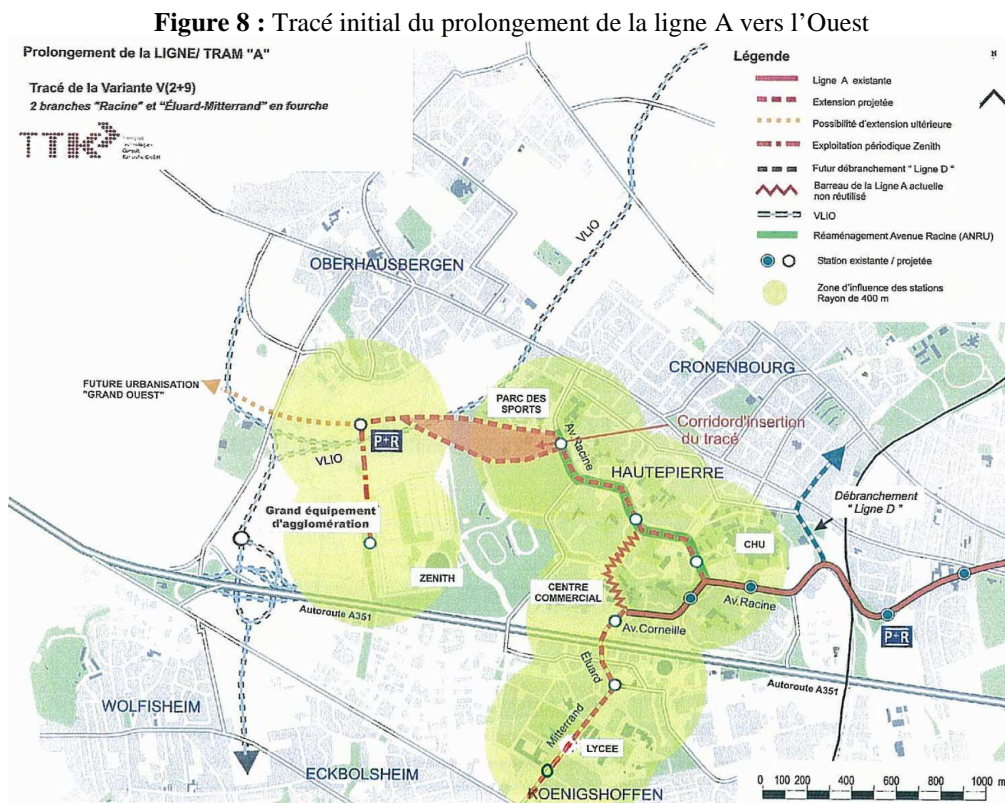 Figure 8 : Tracé initial du prolongement de la ligne A vers l'Ouest
Prolongement de la LIGNE/ TRAM "A"
Tracé de la Variante V(2+9)
2 branches "Racine" et "Éluard-Mitterrand" en fourche
TTK
Légende
N
Ligne A existante
Extension projetée
Possibilité d'extension ultérieure
Exploitation périodique Zenith
Futur débranchement " Ligne D "
Barreau de la Ligne A actuelle
non réutilisé
VLIO
Réaménagement Avenue Racine (ANRU)
Station existante / projetée
Zone d'influence des stations
Rayon de 400 m
VLIO
OBERHAUSBERGEN
CRONENBOURG
FUTURE URBANISATION
"GRAND OUEST"
PARC DES
SPORTS
Corridord'insertion
du tracé
Av.Racine
P+R
VLIO
HAUTEPIERRE
Débranchement
" Ligne D "
Grand équipement
d'agglomération
CHU
ZENITH
CENTRE
COMMERCIAL
Av.Racine
Autoroute A351
Av.Corneille
P+R
Éluard
Autoroute A351
WOLFISHEIM
Mitterrand
LYCEE
ECKBOLSHEIM
KOENIGSHOFFEN
0 100 200 400 600 800 1000 m